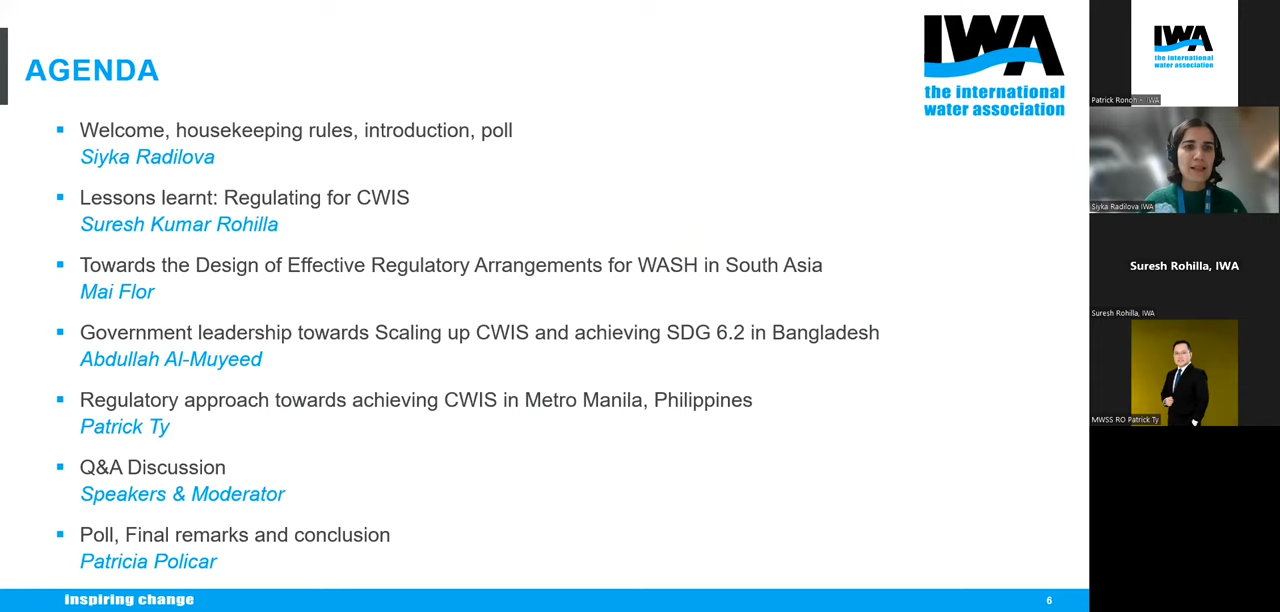 AGENDA
IWA
the international
water association
Welcome, housekeeping rules, introduction, poll
Siyka Radilova
Lessons learnt: Regulating for CWIS
Suresh Kumar Rohilla
Towards the Design of Effective Regulatory Arrangements for WASH in South Asia
Mai Flor
Government leadership towards Scaling up CWIS and achieving SDG 6.2 in Bangladesh
Abdullah Al-Muyeed
Regulatory approach towards achieving CWIS in Metro Manila, Philippines
Patrick Ty
Q&A Discussion
Speakers & Moderator
Poll, Final remarks and conclusion
Patricia Policar
inspiring change
6
IWA
the international
water association
Patrick Ronoh - IWA
Siyka Radilova IWA
Suresh Rohilla, IWA
Suresh Rohilla, IWA
MWSS RO Patrick Ty